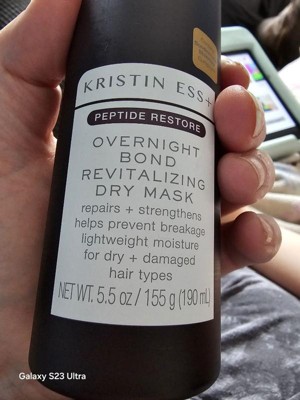 KRISTIN ESS+
PEPTIDE RESTORE
OVERNIGHT
BOND
REVITALIZING
DRY MASK
repairs + strengthens
helps prevent breakage
lightweight moisture
for dry + damaged
hair types
NET WT. 5.5 oz / 155 g (190 mL)
Galaxy S23 Ultra